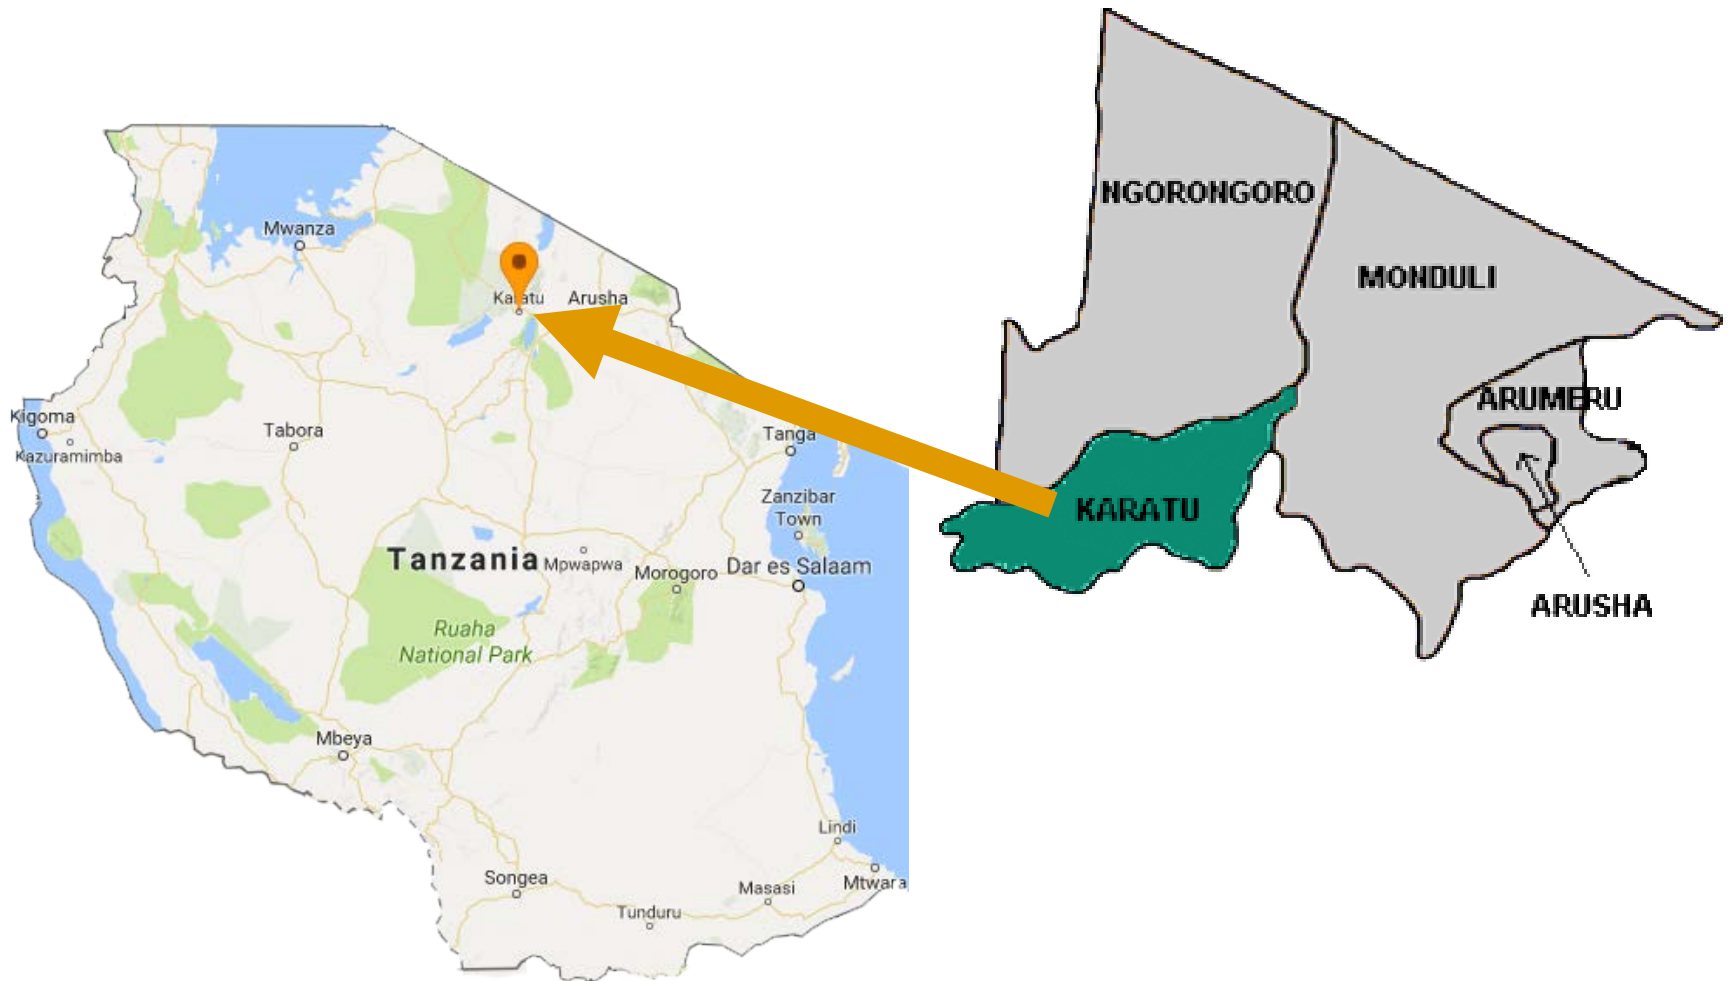 Mwanza
Karatu
Arusha
Kigoma
Kazuramimba
Tabora
Tanga
Zanzibar
Town
Tanzania
Mpwapwa
Morogoro
Dar es Salaam
Ruaha
National Park
Mbeya
Lindi
Songea
Masasi
Mtwara
Tunduru
NGORONGORO
MONDULI
ARUMERU
KARATU
ARUSHA